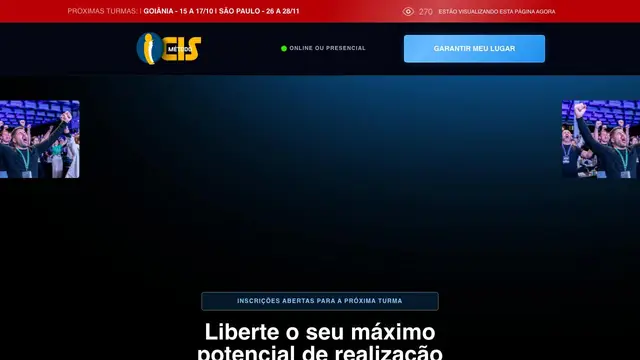 PRÓXIMAS TURMAS: | GOIÂNIA - 15 A 17/10 I SÃO PAULO - 26 A 28/11
270 ESTÃO VISUALIZANDO ESTA PÁGINA AGORA
MÉTODO CIS
ONLINE OU PRESENCIAL
GARANTIR MEU LUGAR
INSCRIÇÕES ABERTAS PARA A PRÓXIMA TURMA
Liberte o seu máximo
potencial de realização